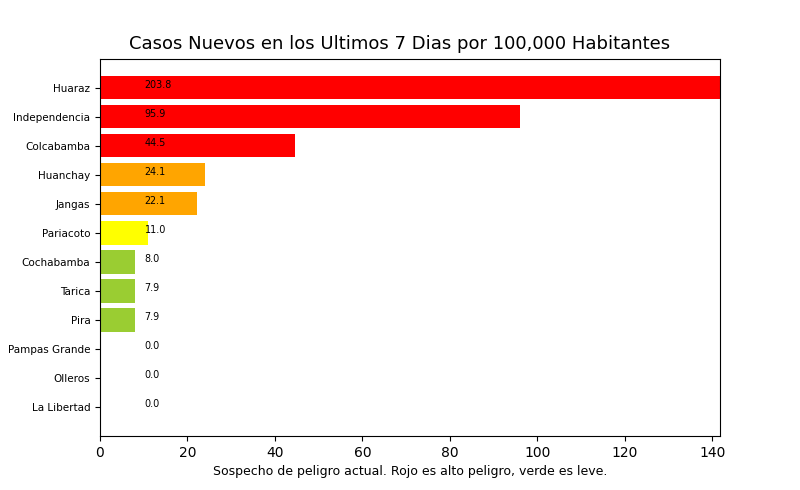 Casos Nuevos en los Ultimos 7 Dias por 100,000 Habitantes
Huaraz 203.8
Independencia 95.9
Colcabamba 44.5
Huanchay 24.1
Jangas 22.1
Pariacoto 11.0
Cochabamba 8.0
Tarica 7.9
Pira 7.9
Pampas Grande 0.0
Olleros 0.0
La Libertad 0.0
0 20 40 60 80 100 120 140
Sospecho de peligro actual. Rojo es alto peligro, verde es leve.